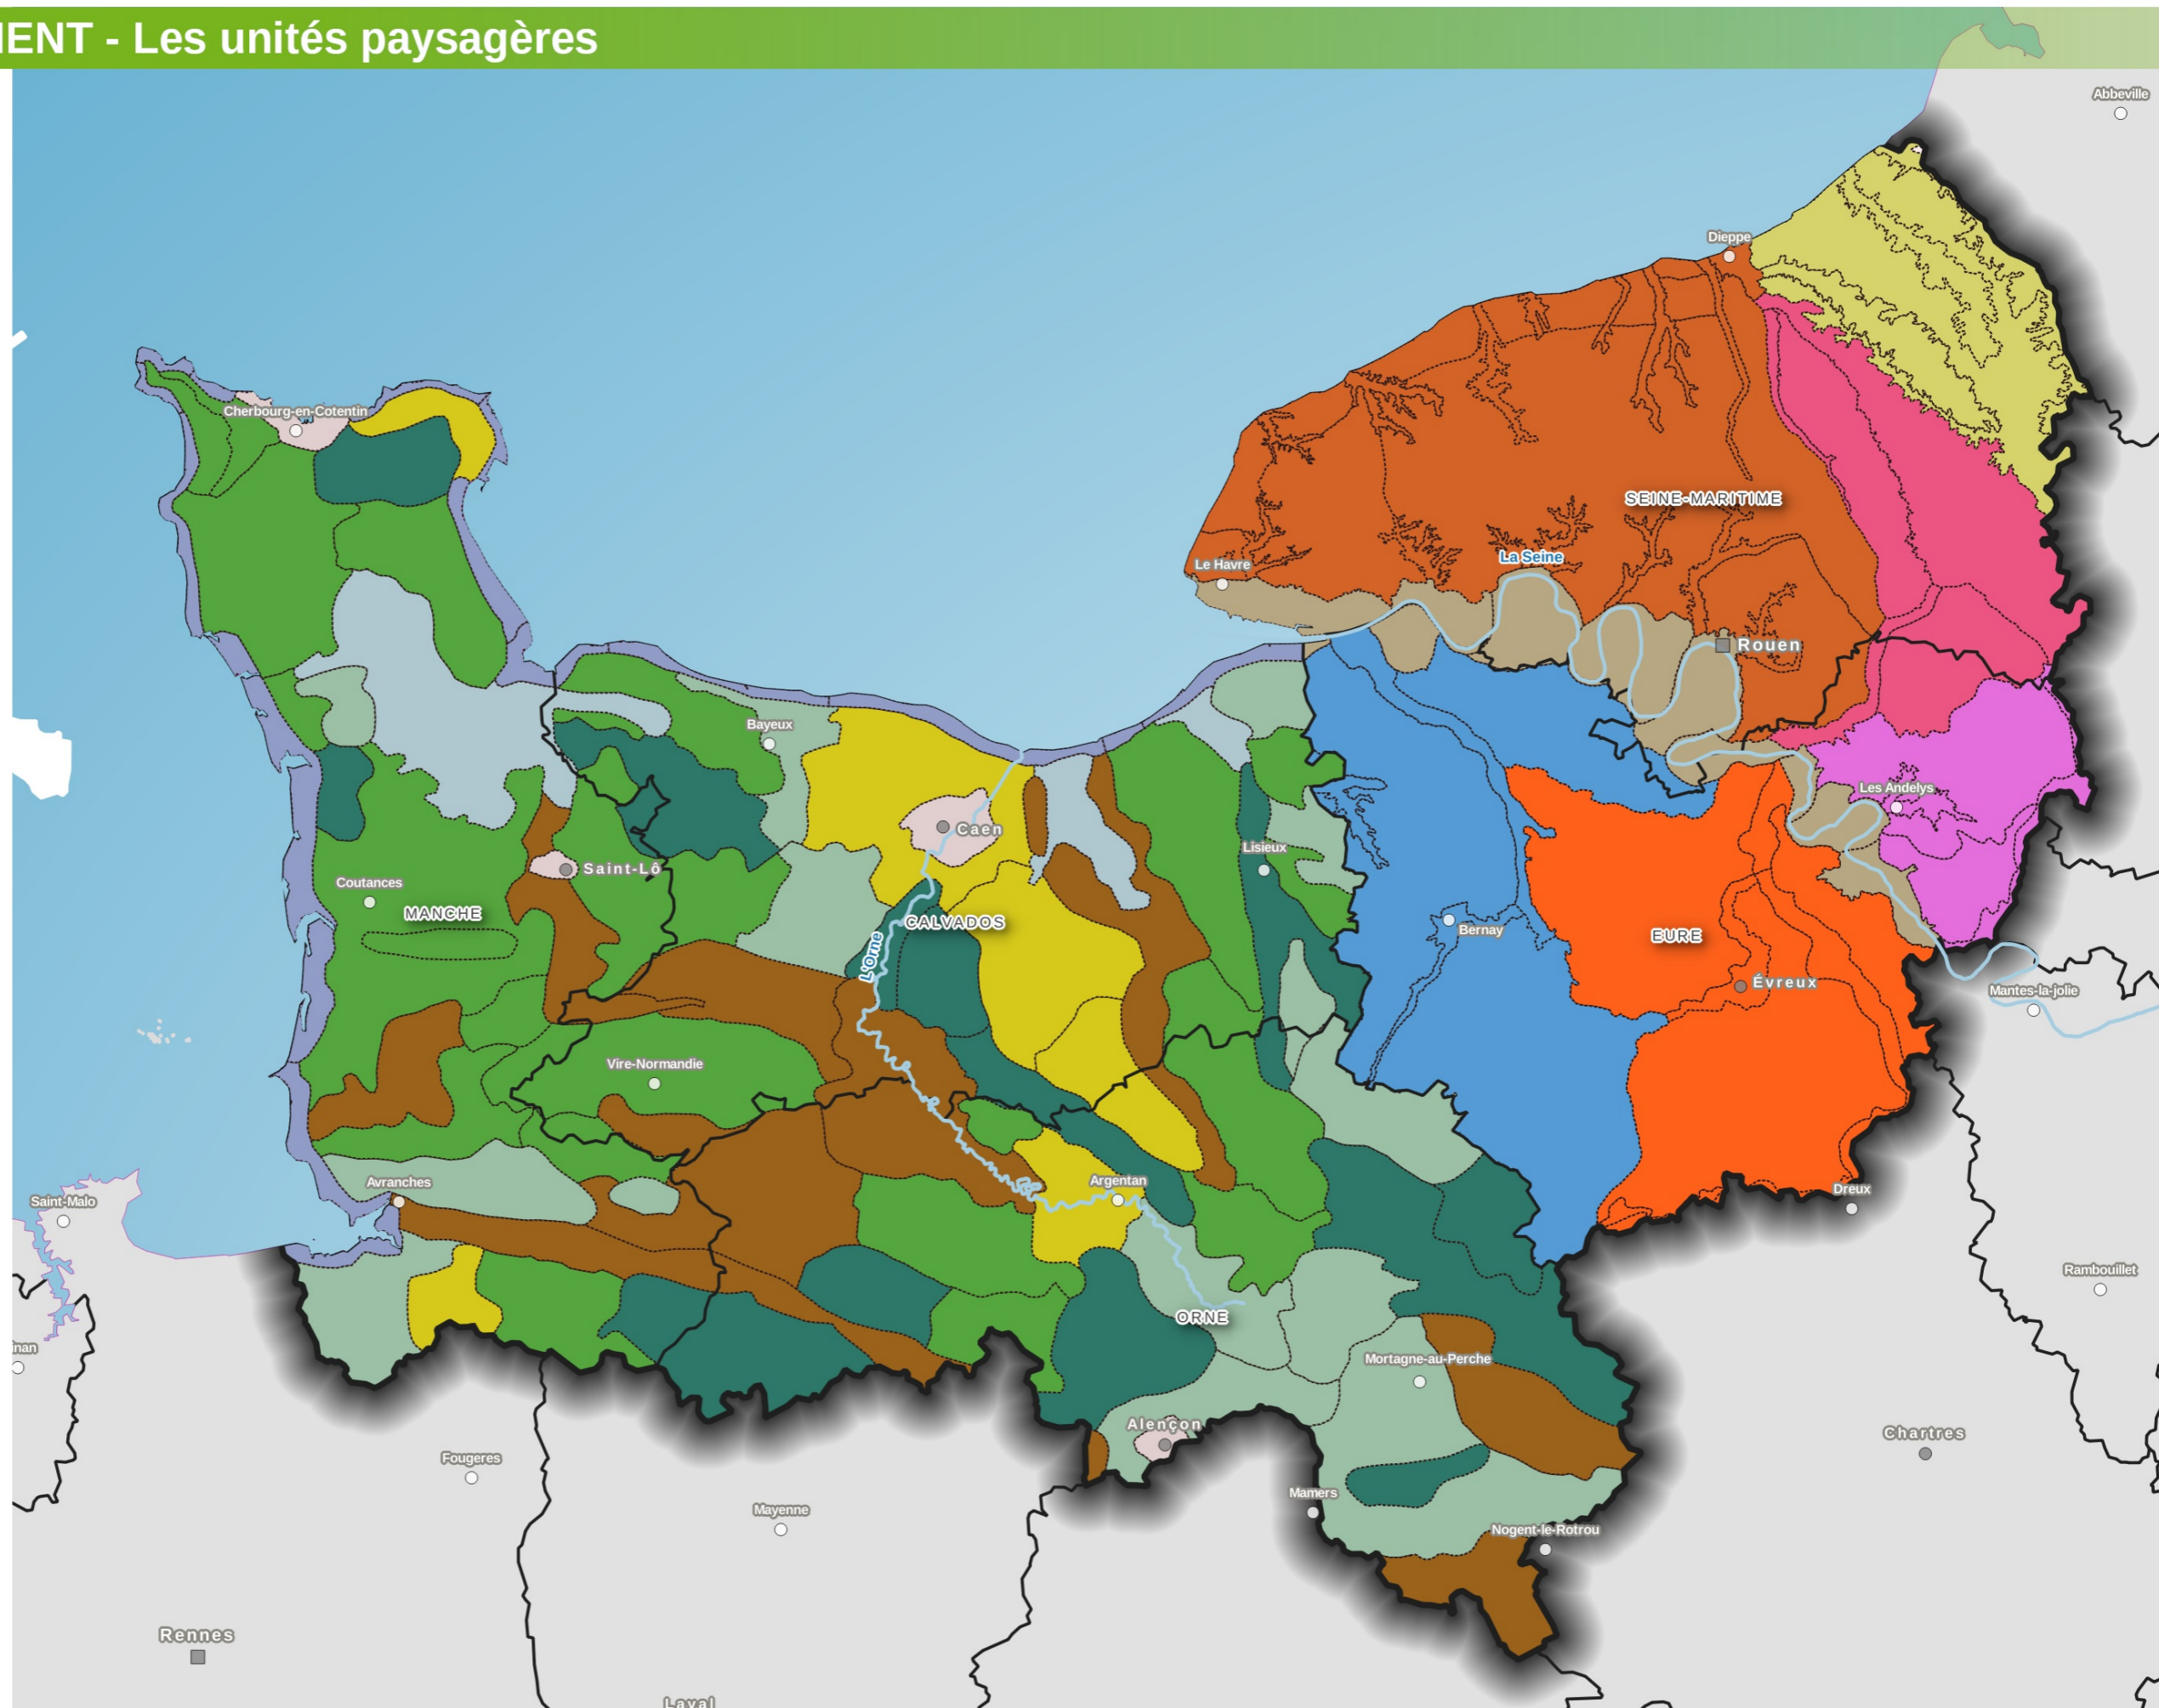 IENT - Les unités paysagères
Abbeville
Dieppe
Cherbourg-en-Cotentin
SEINE-MARITIME
La Seine
Le Havre
Rouen
Bayeux
Les Andelys
Caen
Lisieux
Saint-Lô
Coutances
MANCHE
CALVADOS
Bernay
EURE
L'Orne
Évreux
Mantes-la-jolie
Vire-Normandie
Avranches
Argentan
Dreux
Saint-Malo
Rambouillet
ORNE
inan
Mortagne-au-Perche
Alençon
Chartres
Fougeres
Mamers
Mayenne
Nogent-le-Rotrou
Rennes
Laval